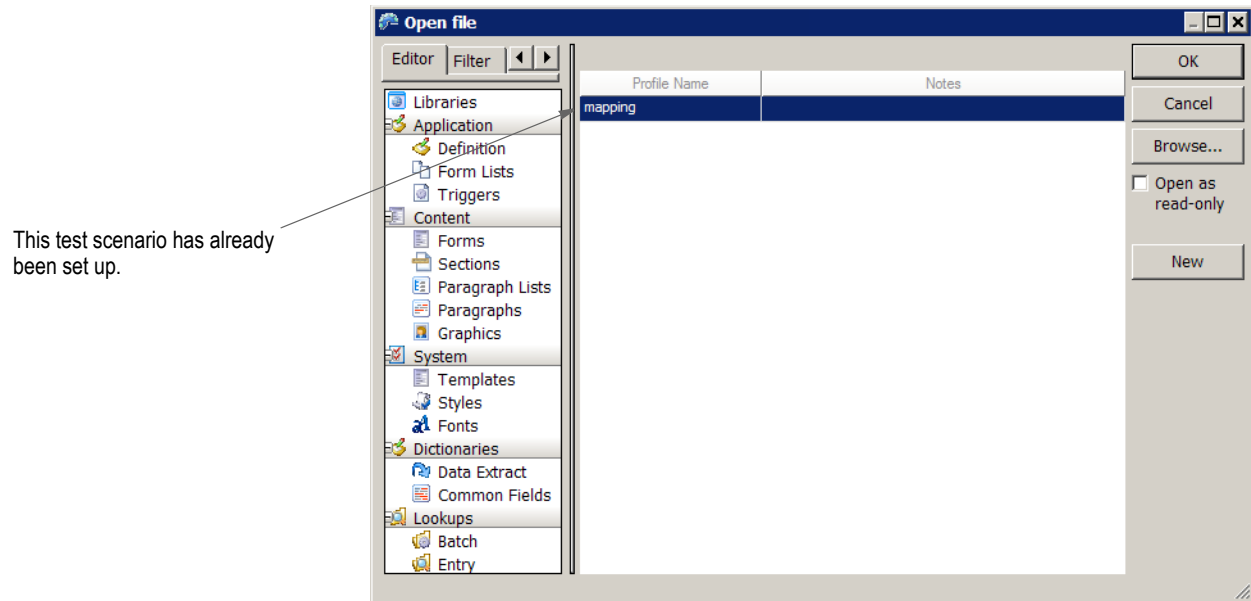 Open file
Editor
Filter
Libraries
Application
Definition
Form Lists
Triggers
Content
Forms
Sections
Paragraph Lists
Paragraphs
Graphics
System
Templates
Styles
Fonts
Dictionaries
Data Extract
Common Fields
Lookups
Batch
Entry
Profile Name Notes
mapping
OK
Cancel
Browse...
Open as
read-only
New
This test scenario has already
been set up.